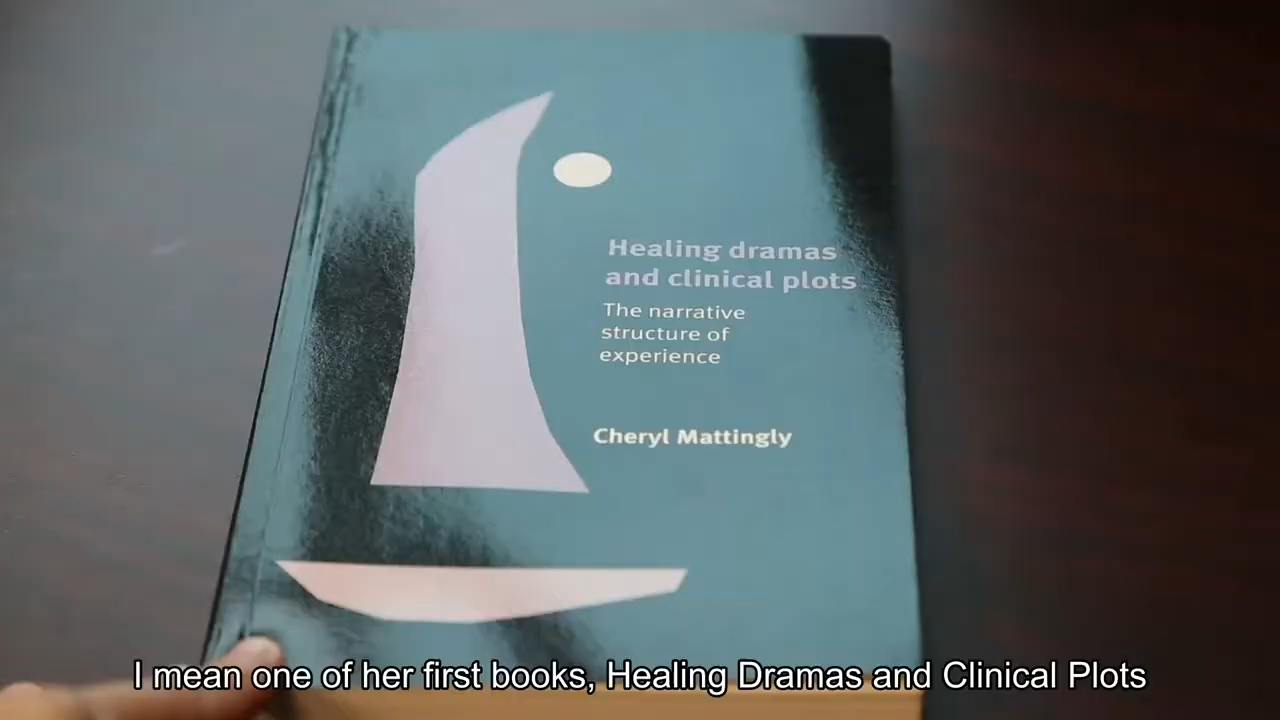 Healing dramas
and clinical plots
The narrative
structure of
experience
Cheryl Mattingly
I mean one of her first books, Healing Dramas and Clinical Plots